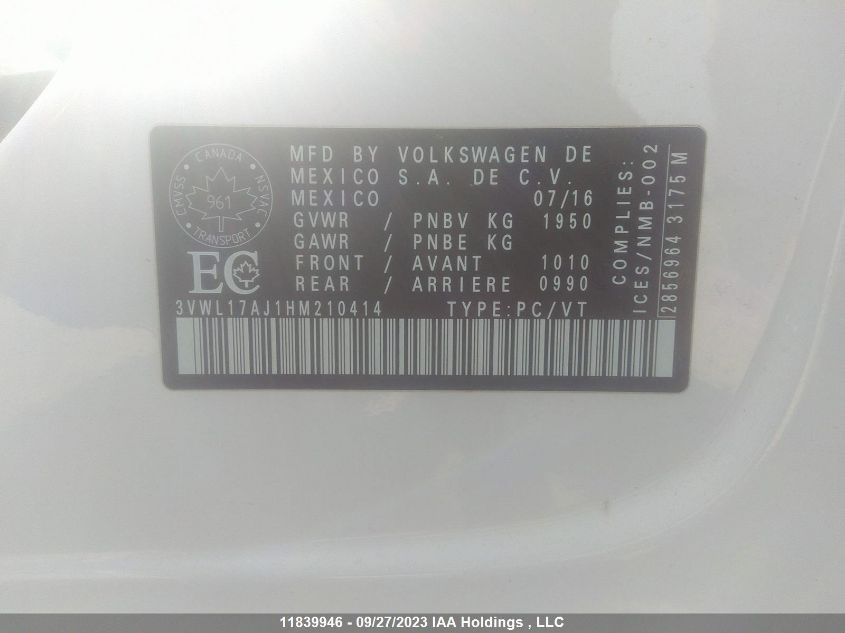 CANADA
CMVSS
NSVAC
961
TRANSPORT
EC
MFD BY VOLKSWAGEN DE
MEXICO S.A. DE C.V.
MEXICO 07/16
GVWR / PNBV KG 1950
GAWR / PNBE KG
FRONT / AVANT 1010
REAR / ARRIERE 0990
3VWL17AJ1HM210414 TYPE:PC/VT
COMPLIES:
ICES/NMB-002
2856964 3175M
11839946 - 09/27/2023 IAA Holdings , LLC